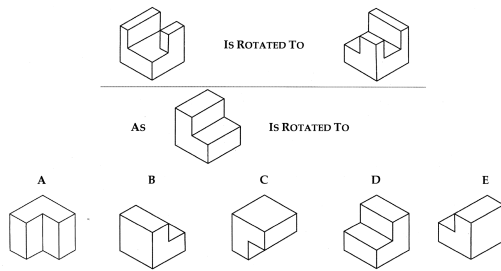 IS ROTATED TO
AS IS ROTATED TO
A B C D E